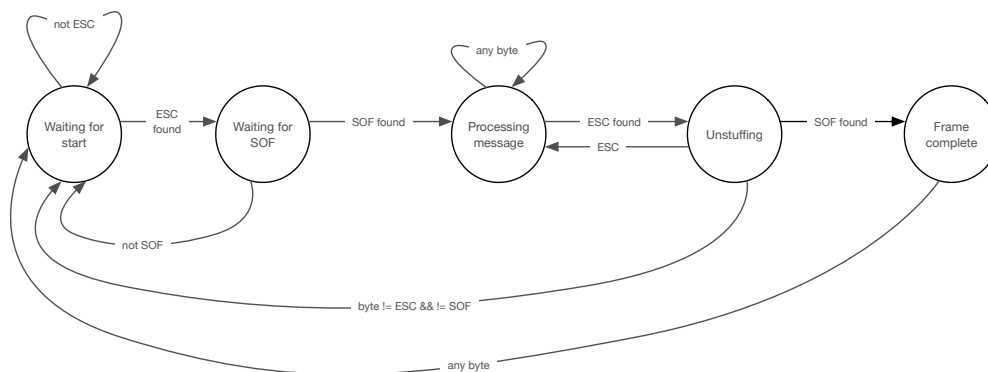 not ESC
any byte
Waiting for
start
ESC
found
Waiting for
SOF
SOF found
Processing
message
ESC found
ESC
Unstuffing
SOF found
Frame
complete
not SOF
byte != ESC && != SOF
any byte